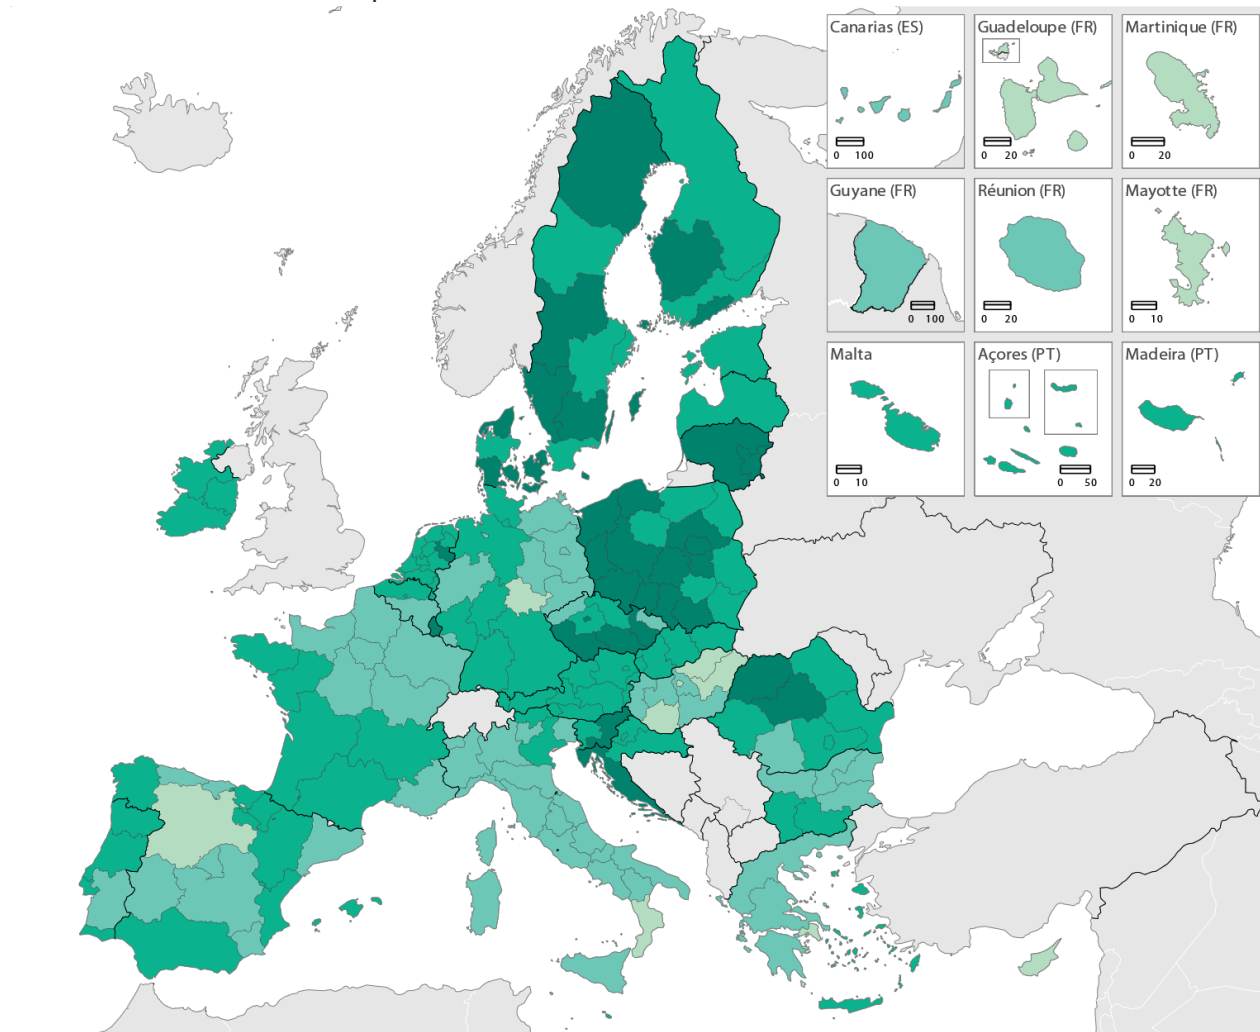 Canarias (ES)
0 100
Guadeloupe (FR)
0 20
Martinique (FR)
0 20
Guyane (FR)
0 100
Réunion (FR)
0 20
Mayotte (FR)
0 10
Malta
0 10
Açores (PT)
0 50
Madeira (PT)
0 20